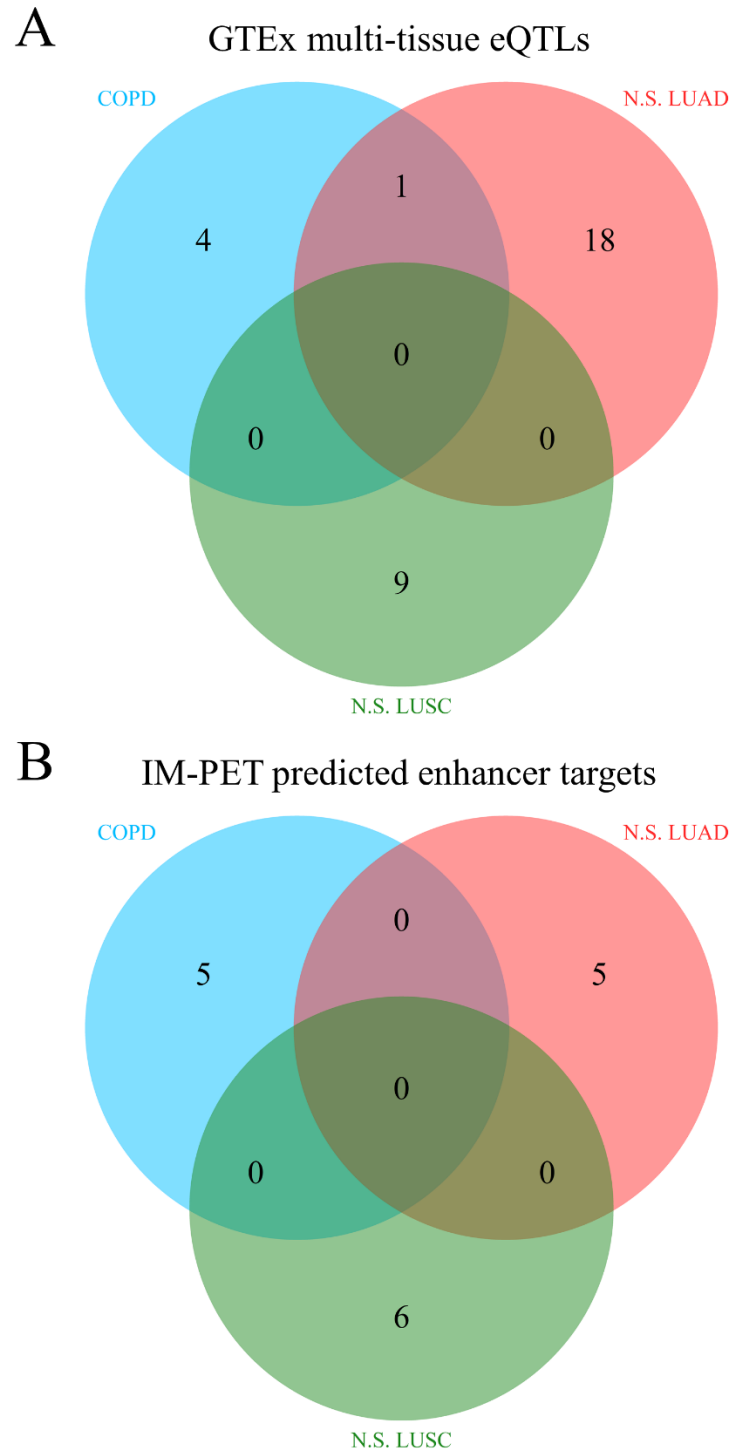 A
GTEx multi-tissue eQTLs
COPD
N.S. LUAD
1
4
18
0
0
0
9
N.S. LUSC
B
IM-PET predicted enhancer targets
COPD
N.S. LUAD
0
5
5
0
0
0
6
N.S. LUSC